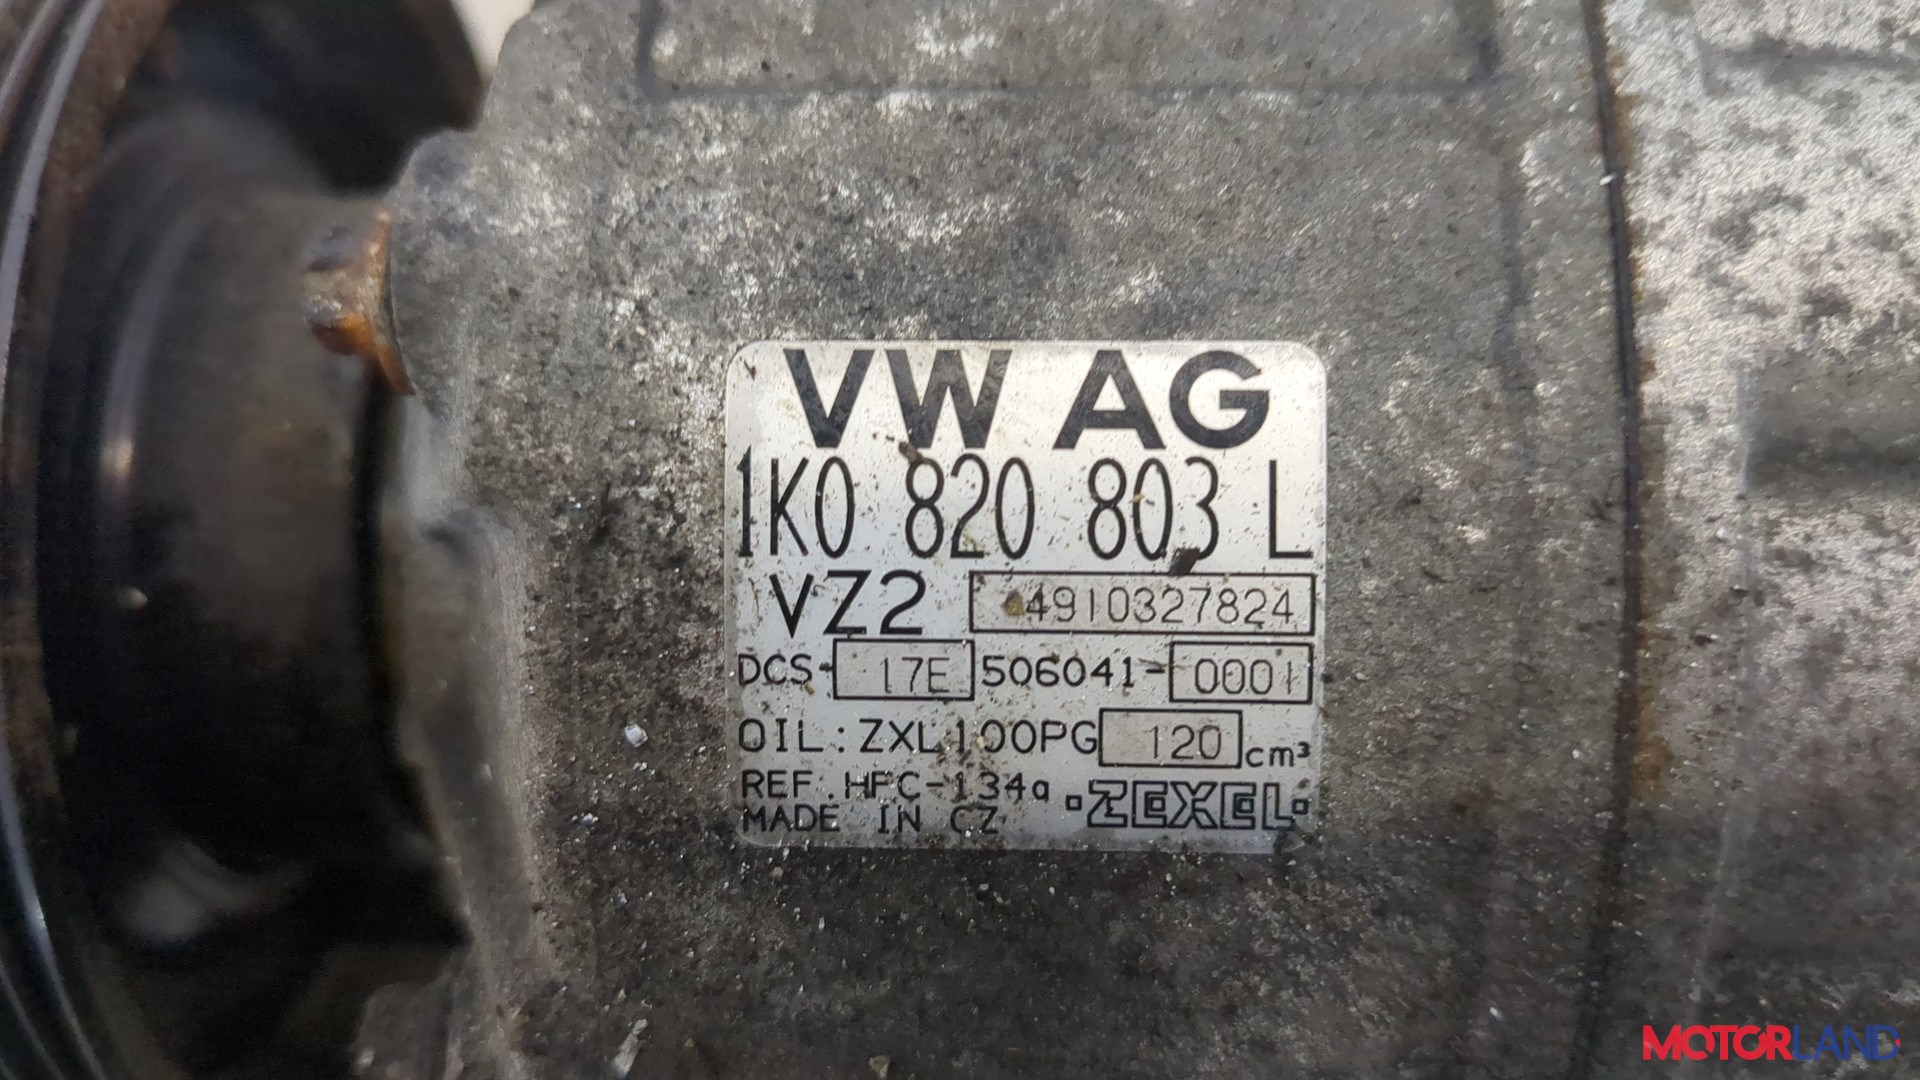 VW AG
1K0 820 803 L
VZ2 4910327824
DCS-17E 506041-0001
OIL: ZXL100PG 120 cm³
REF. HFC-134a
MADE IN CZ ZEXEL
MOTORLAND